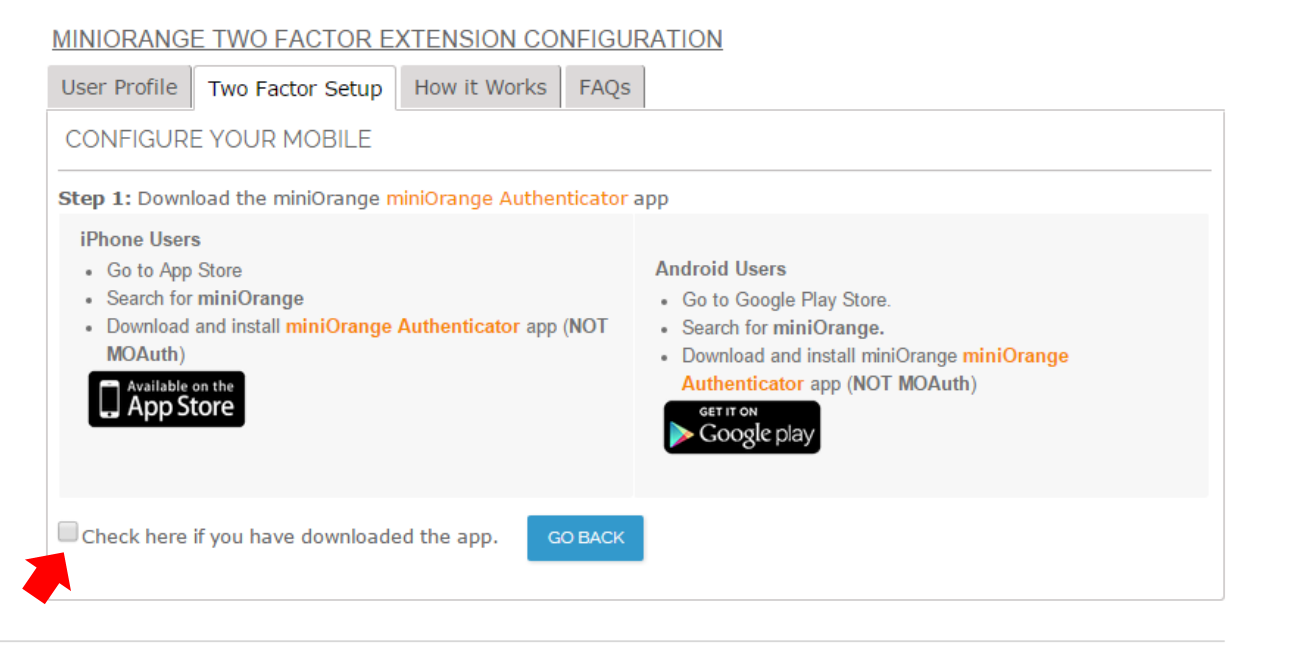 MINIORANGE TWO FACTOR EXTENSION CONFIGURATION
User Profile
Two Factor Setup
How it Works
FAQs
CONFIGURE YOUR MOBILE
Step 1: Download the miniOrange miniOrange Authenticator app
iPhone Users
• Go to App Store
• Search for miniOrange
• Download and install miniOrange Authenticator app (NOT
MOAuth)
Available on the
App Store
Android Users
• Go to Google Play Store.
• Search for miniOrange.
• Download and install miniOrange miniOrange
Authenticator app (NOT MOAuth)
GET IT ON
Google play
Check here if you have downloaded the app.
GO BACK